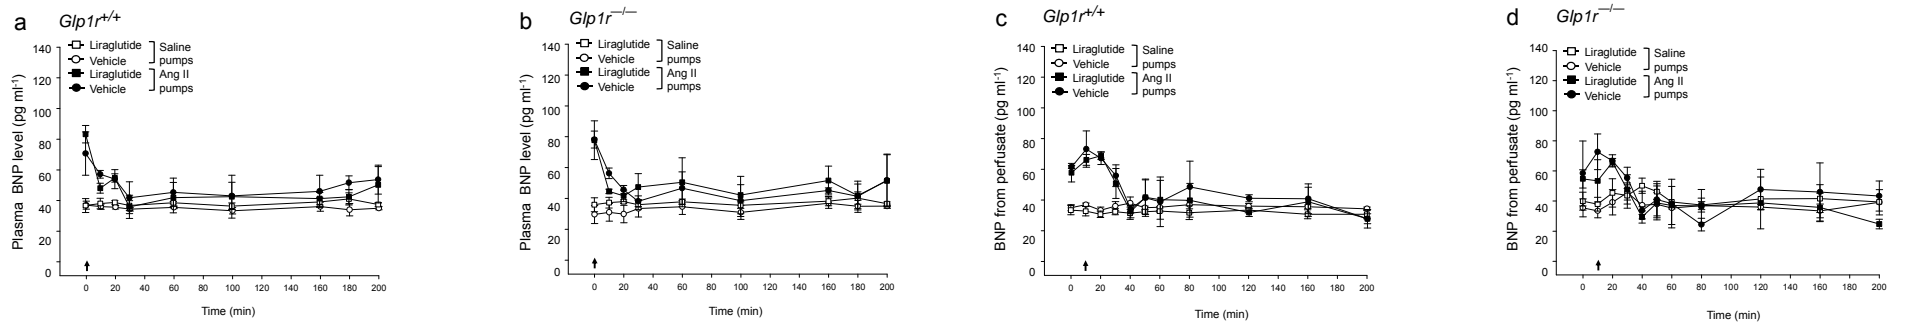 a Glp1r+/+
Liraglutide Saline
Vehicle pumps
Liraglutide Ang II
Vehicle pumps
Plasma BNP level (pg ml-1)
140
120
100
80
60
40
20
0
0 20 40 60 80 100 120 140 160 180 200
Time (min)
b Glp1r—/—
Liraglutide Saline
Vehicle pumps
Liraglutide Ang II
Vehicle pumps
Plasma BNP level (pg ml-1)
140
120
100
80
60
40
20
0
0 20 40 60 80 100 120 140 160 180 200
Time (min)
c Glp1r+/+
Liraglutide Saline
Vehicle pumps
Liraglutide Ang II
Vehicle pumps
BNP from perfusate (pg ml-1)
140
120
100
80
60
40
20
0
0 20 40 60 80 100 120 140 160 180 200
Time (min)
d Glp1r—/—
Liraglutide Saline
Vehicle pumps
Liraglutide Ang II
Vehicle pumps
BNP from perfusate (pg ml-1)
140
120
100
80
60
40
20
0
0 20 40 60 80 100 120 140 160 180 200
Time (min)